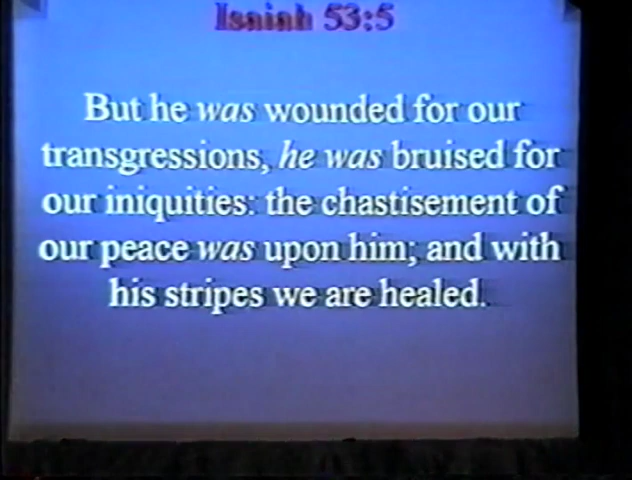 Isaiah 53:5
But he was wounded for our
transgressions, he was bruised for
our iniquities: the chastisement of
our peace was upon him; and with
his stripes we are healed.